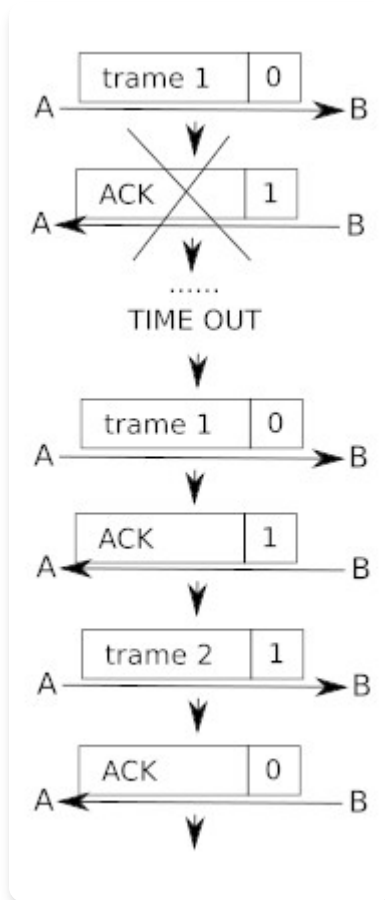 trame 1 0
A B
ACK 1
A B
......
TIME OUT
trame 1 0
A B
ACK 1
A B
trame 2 1
A B
ACK 0
A B